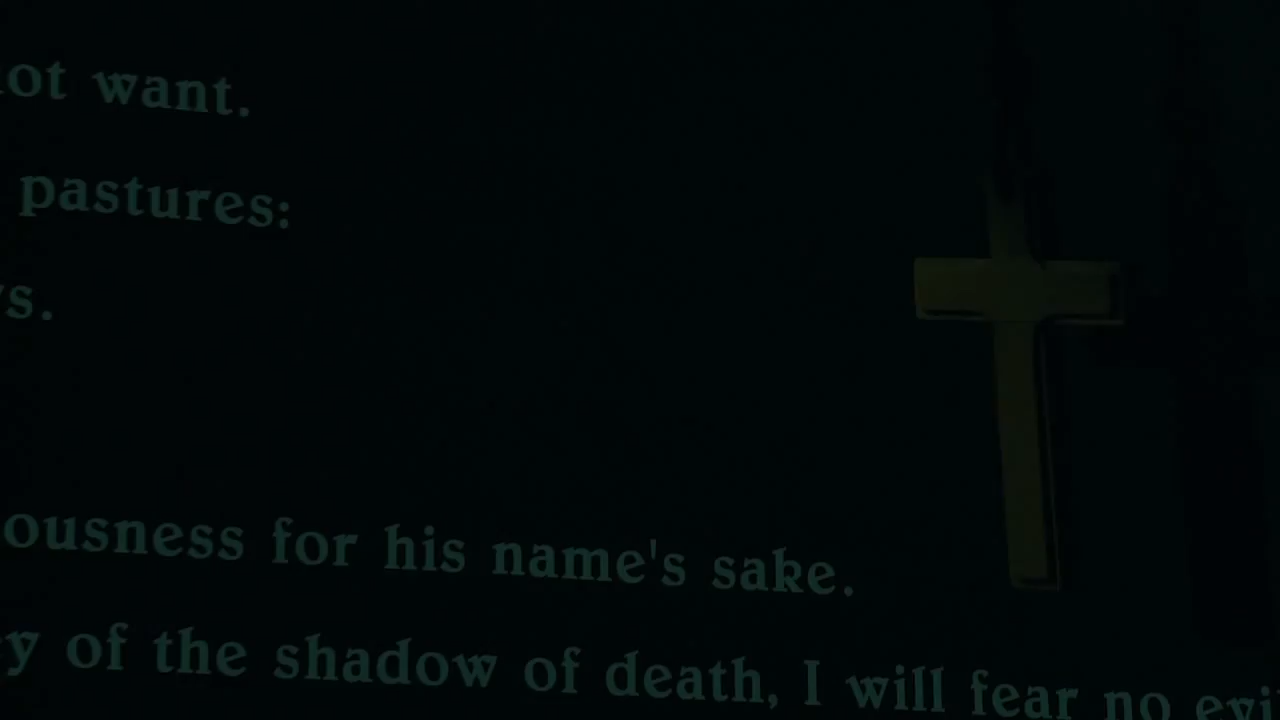 ot want.
pastures:
s.
ousness for his name's sake.
y of the shadow of death, I will fear no evi